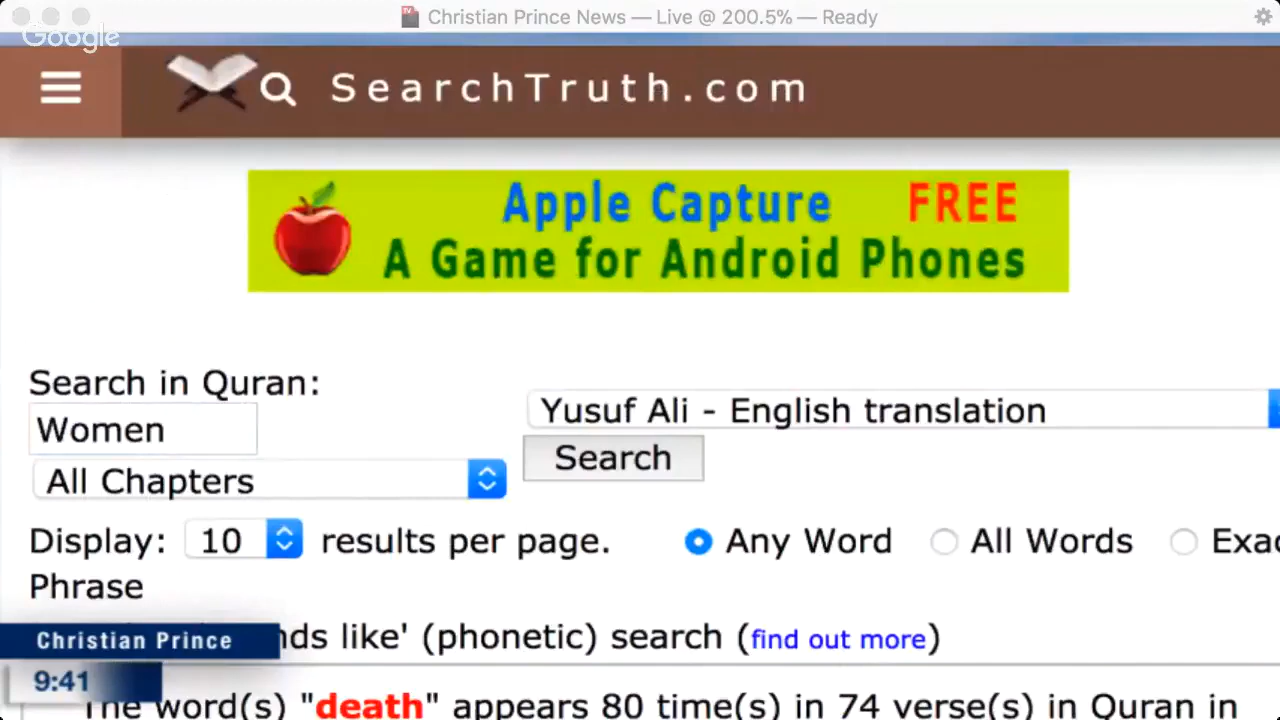 Christian Prince News — Live @ 200.5% — Ready
Google
SearchTruth.com
Apple Capture FREE
A Game for Android Phones
Search in Quran:
Women
Yusuf Ali - English translation
Search
All Chapters
Display: 10 results per page. Any Word All Words
Phrase
like' (phonetic) search (find out more)
Christian Prince
9:41
The word(s) "death" appears 80 time(s) in 74 verse(s) in Quran in